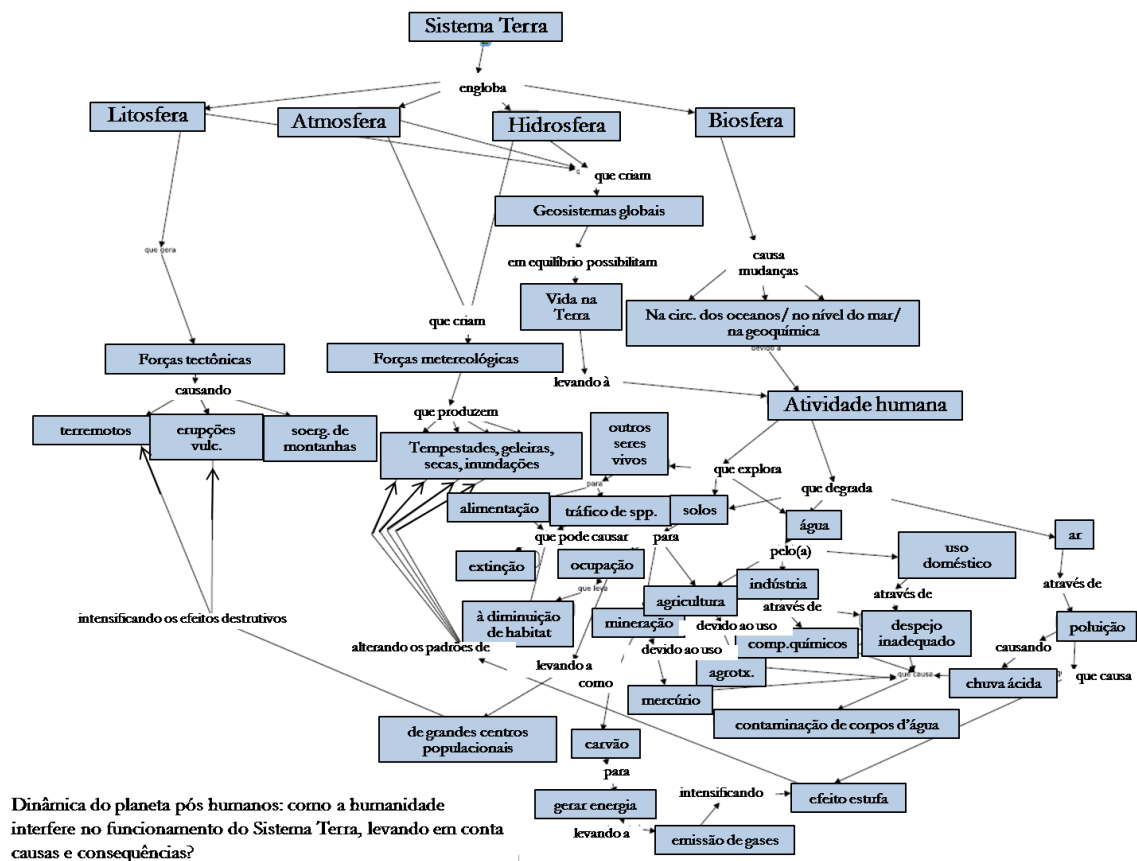 Sistema Terra
engloba
Litosfera
Atmosfera
Hidrosfera
Biosfera
que criam
Geosistemas globais
que gera
em equilíbrio possibilitam
causa
mudanças
Vida na
Terra
Na circ. dos oceanos/ no nível do mar/
na geoquímica
que criam
devido a
Forças tectônicas
Forças metereológicas
causando
levando à
Atividade humana
que produzem
terremotos
erupções
vulc.
soerg. de
montanhas
Tempestades, geleiras,
secas, inundações
outros
seres
vivos
que explora
que degrada
para
alimentação
tráfico de spp.
solos
água
ar
que pode causar
para
pelo(a)
uso
doméstico
extinção
ocupação
indústria
através de
que leva
agricultura
através de
através de
à diminuição
de habitat
mineração
devido ao uso
despejo
inadequado
poluição
intensificando os efeitos destrutivos
alterando os padrões de
devido ao uso
comp.químicos
causando
levando a
agrotx.
que causa
chuva ácida
que causa
como
mercúrio
de grandes centros
populacionais
contaminação de corpos d'água
carvão
para
gerar energia
intensificando
efeito estufa
levando a
emissão de gases
Dinâmica do planeta pós humanos: como a humanidade
interfere no funcionamento do Sistema Terra, levando em conta
causas e consequências?